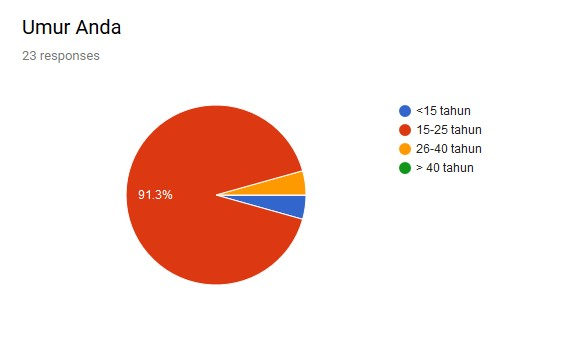 Umur Anda
23 responses
<15 tahun
15-25 tahun
26-40 tahun
> 40 tahun
91.3%